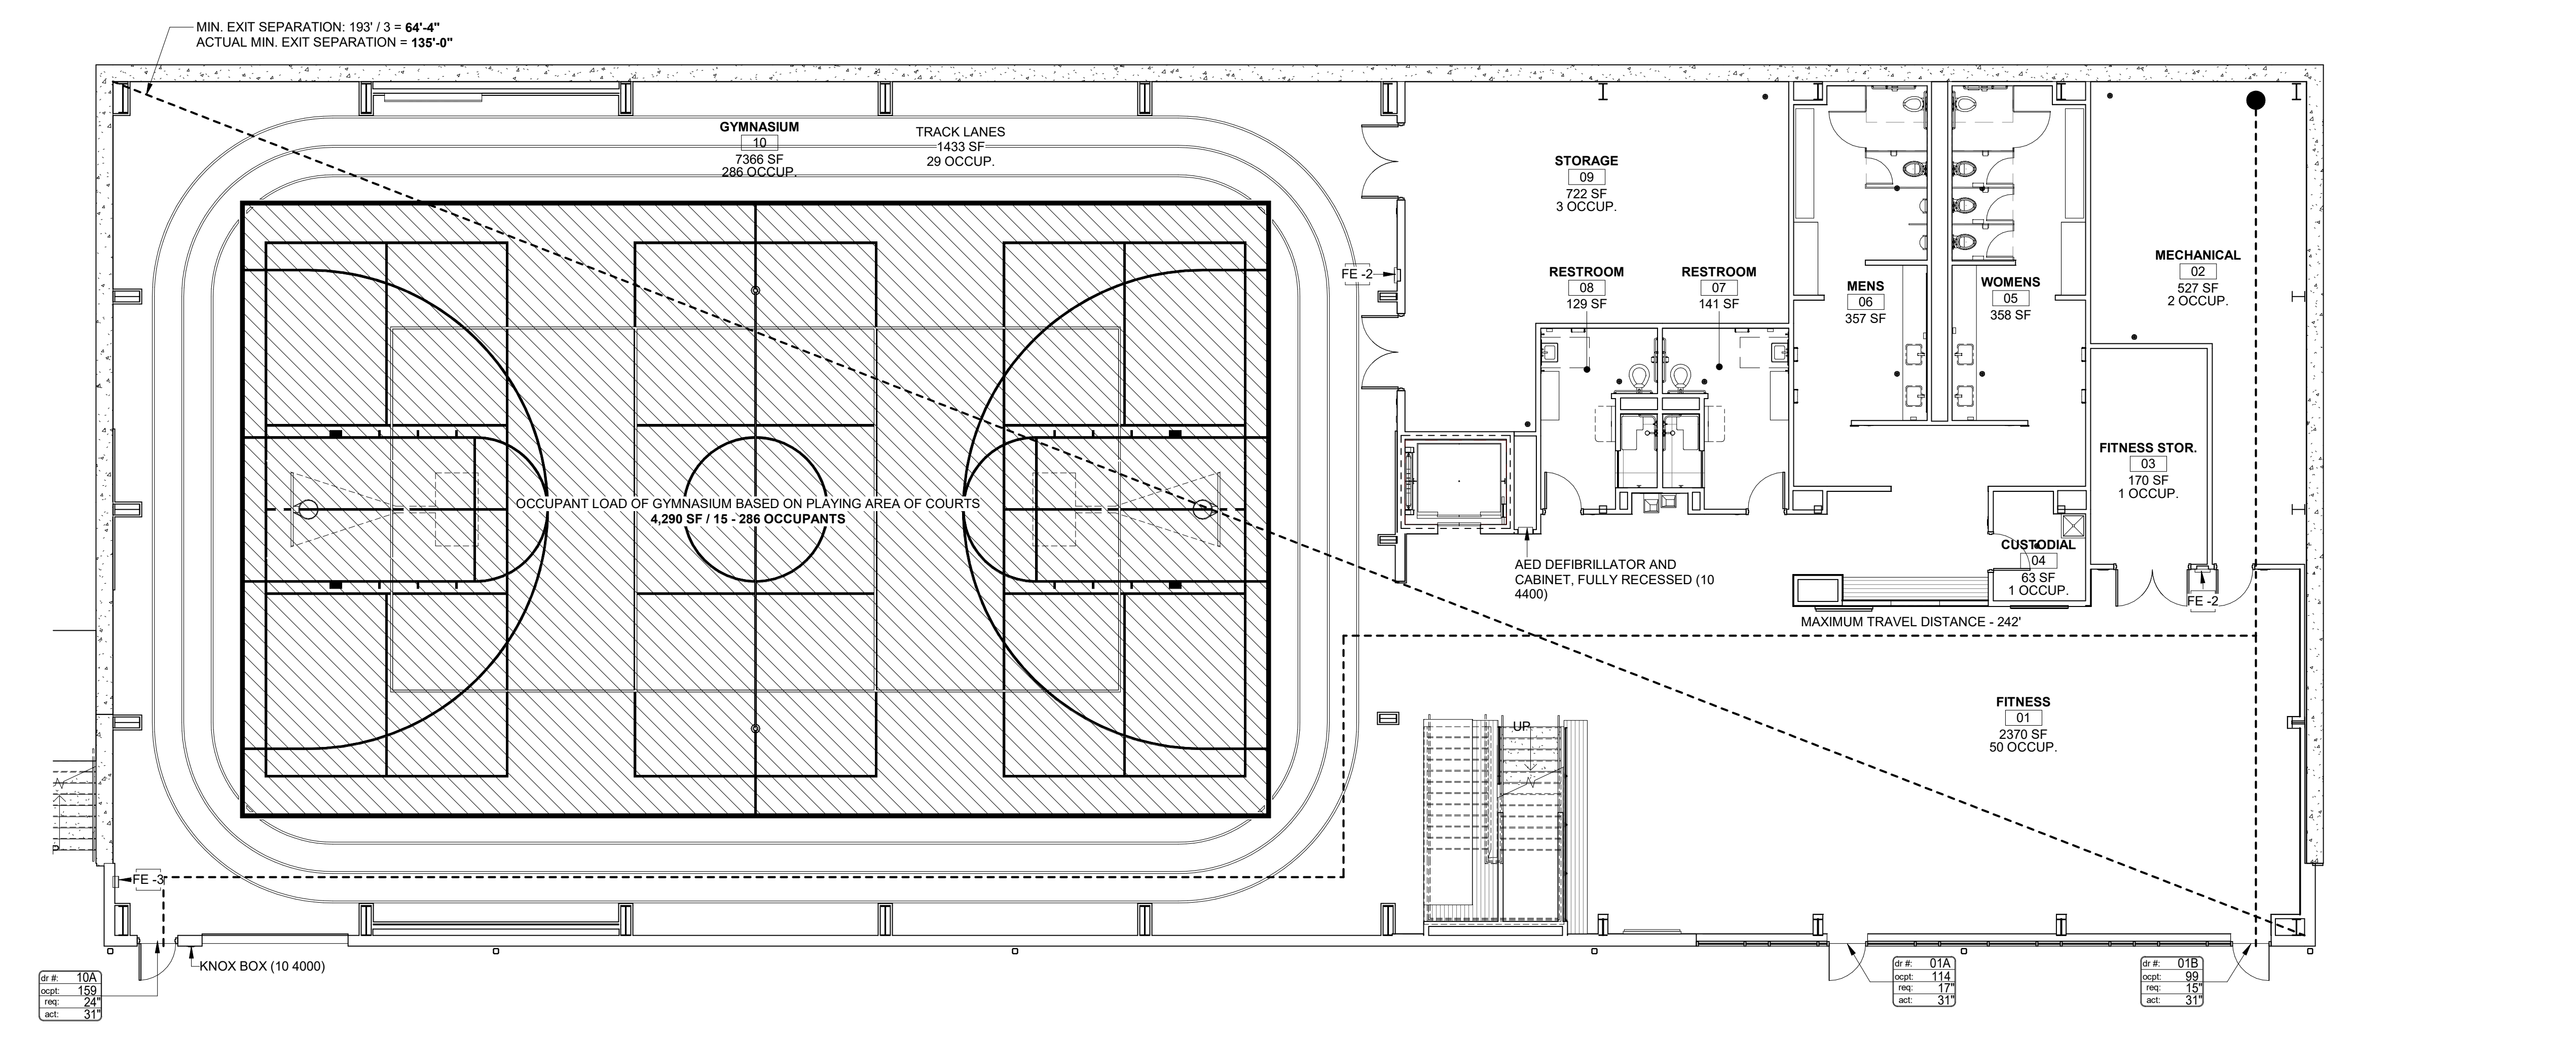 MIN. EXIT SEPARATION: 193' / 3 = 64'-4"
ACTUAL MIN. EXIT SEPARATION = 135'-0"
GYMNASIUM
10
7366 SF
286 OCCUP.
TRACK LANES
1433 SF
29 OCCUP.
STORAGE
09
722 SF
3 OCCUP.
FE -2
RESTROOM
08
129 SF
RESTROOM
07
141 SF
MENS
06
357 SF
WOMENS
05
358 SF
MECHANICAL
02
527 SF
2 OCCUP.
FITNESS STOR.
03
170 SF
1 OCCUP.
OCCUPANT LOAD OF GYMNASIUM BASED ON PLAYING AREA OF COURTS
4,290 SF / 15 - 286 OCCUPANTS
AED DEFIBRILLATOR AND
CABINET, FULLY RECESSED (10
4400)
CUSTODIAL
04
63 SF
1 OCCUP.
FE -2
MAXIMUM TRAVEL DISTANCE - 242'
FITNESS
01
2370 SF
50 OCCUP.
UP
FE -3
KNOX BOX (10 4000)
dr #: 10A
ocpt: 159
req: 24"
act: 31"
dr #: 01A
ocpt: 114
req: 17"
act: 31"
dr #: 01B
ocpt: 99
req: 15"
act: 31"